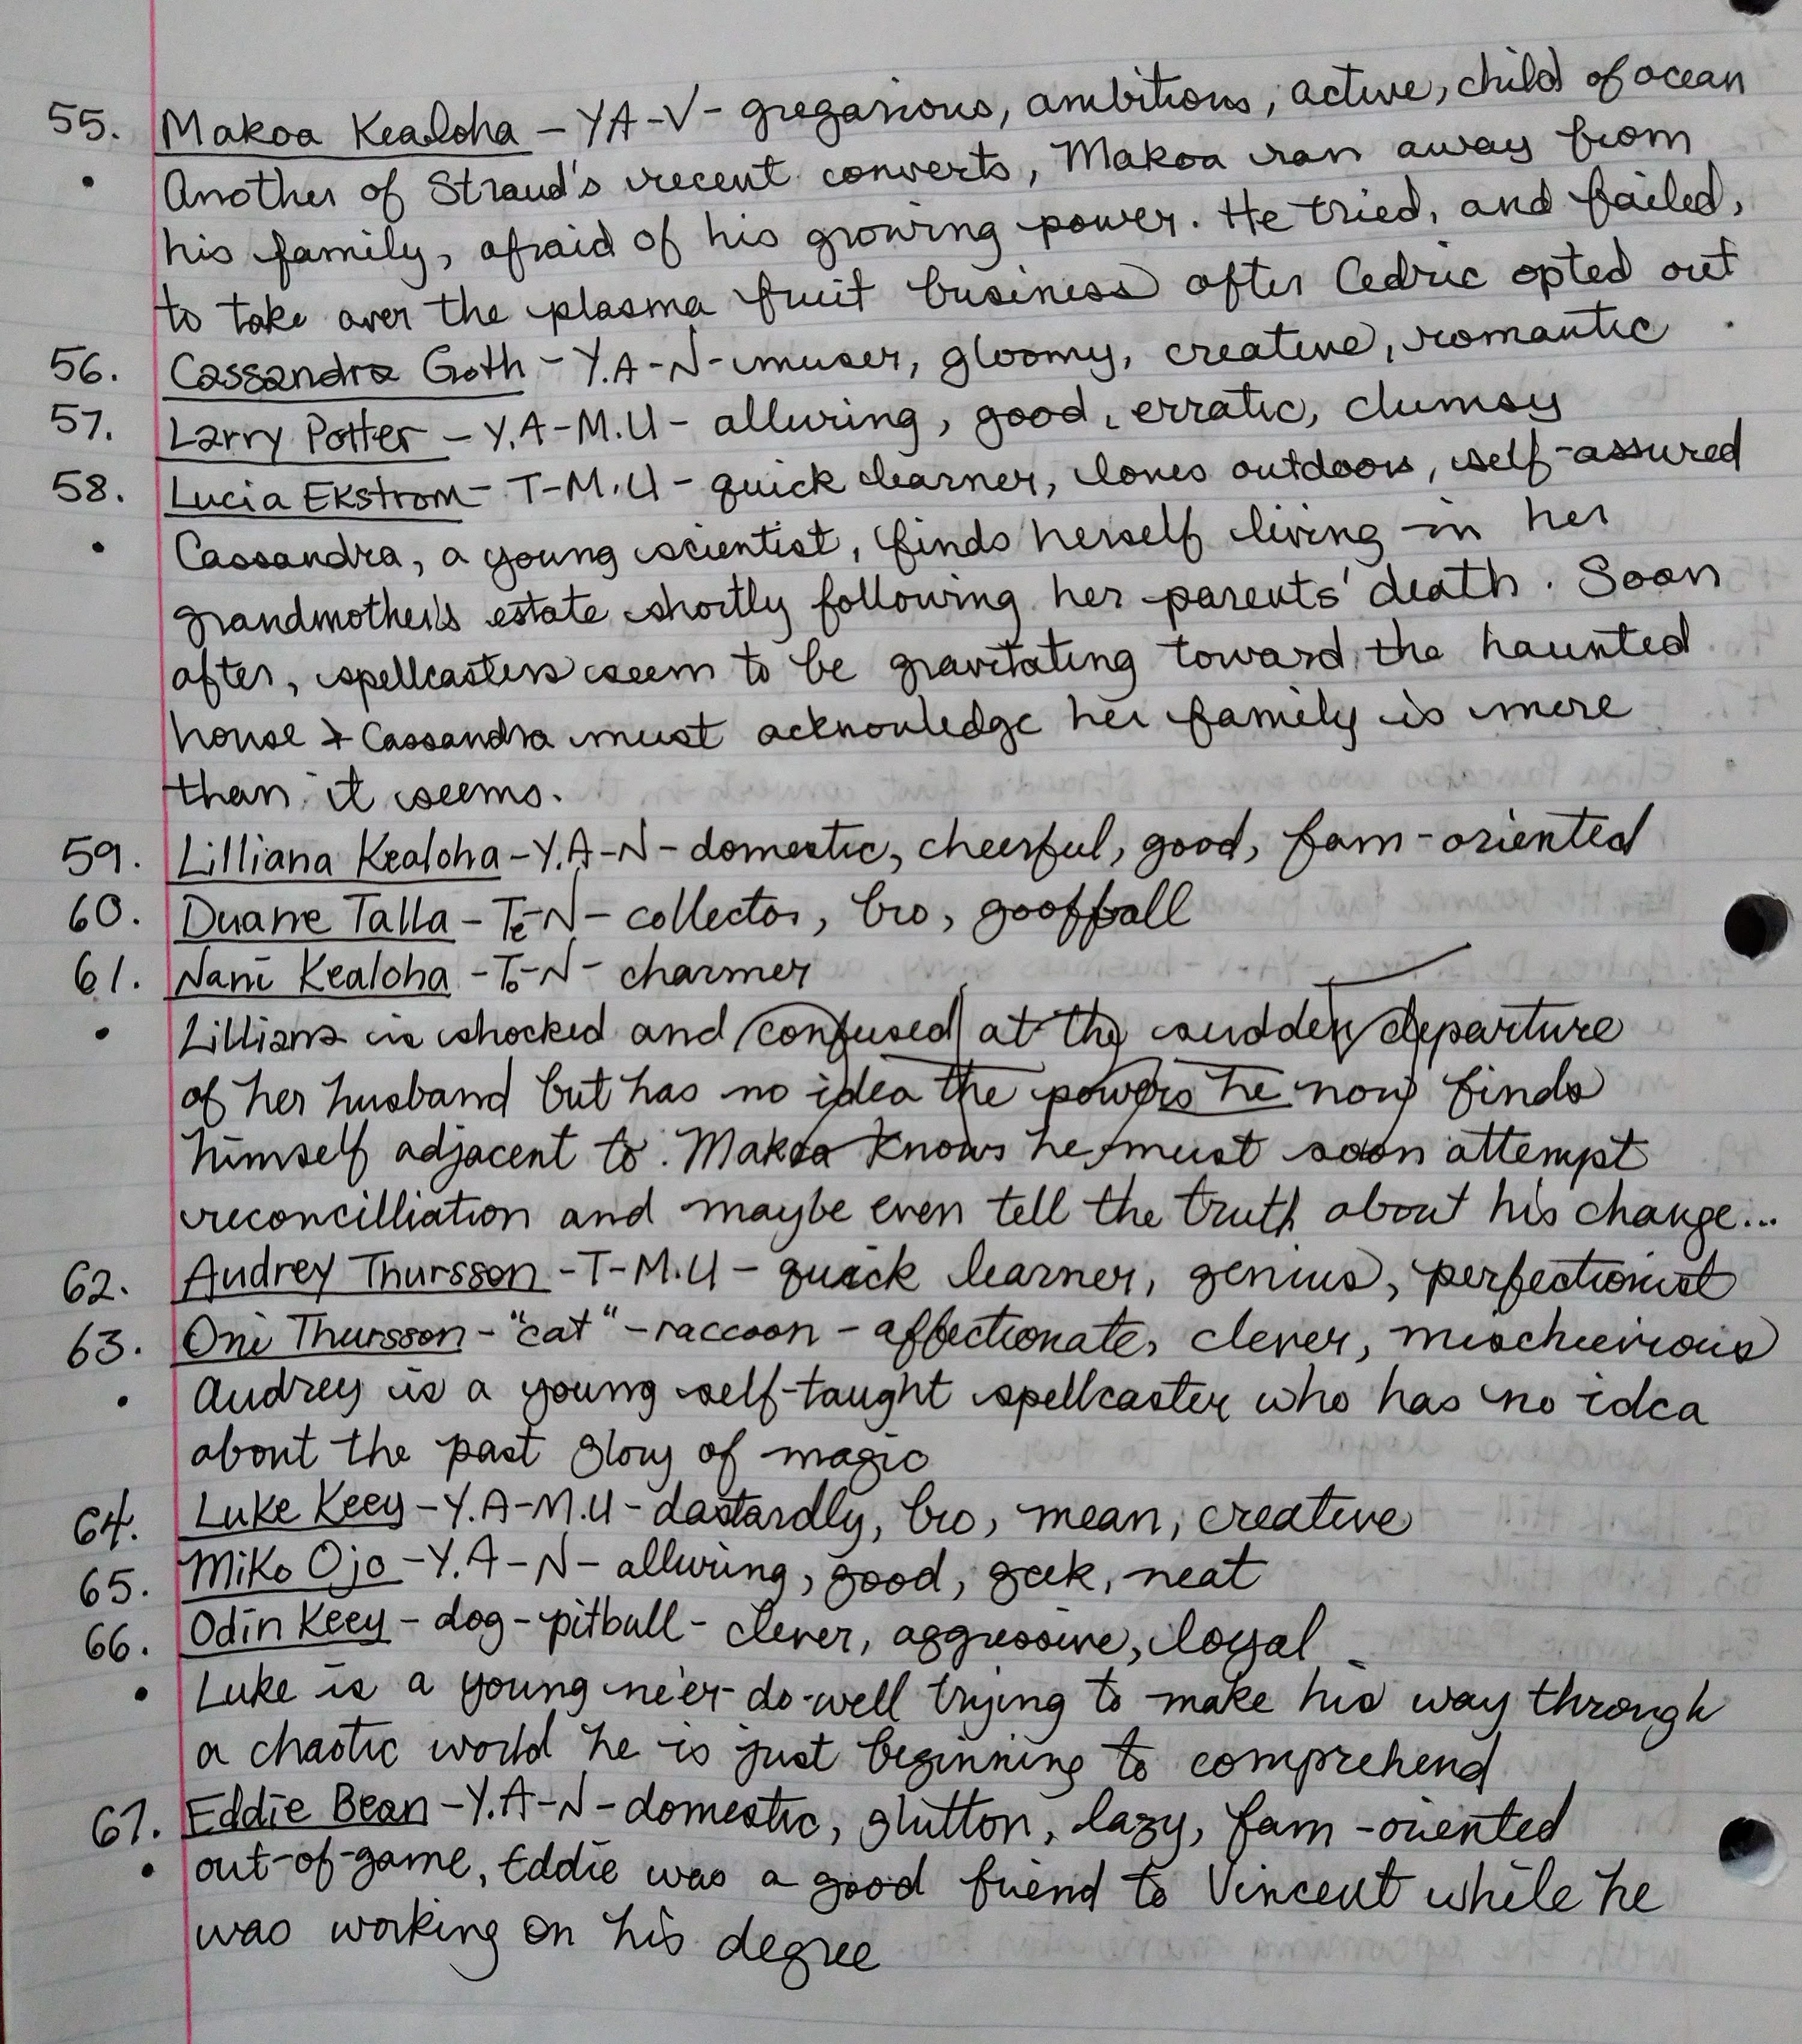 55. Makoa Kealoha - YA-V- gregarious, ambitious, active, child of ocean
• Another of Straud's recent converts, Makoa ran away from
his family, afraid of his growing power. He tried, and failed,
to take over the plasma fruit business after Cedric opted out
56. Cassandra Goth - Y.A-N- muser, gloomy, creative, romantic
57. Larry Potter - Y.A-M.U- alluring, good, erratic, clumsy
58. Lucia Ekstrom - T-M.U- quick learner, loves outdoors, self-assured
• Cassandra, a young scientist, finds herself living in her
grandmother's estate shortly following her parents' death. Soon
after, spellcasters seem to be gravitating toward the haunted
house + Cassandra must acknowledge her family is more
than it seems.
59. Lilliana Kealoha - Y.A-N- domestic, cheerful, good, fam-oriented
60. Duane Talla - Te-N- collector, bro, goofball
61. Nani Kealoha - To-N- charmer
• Lilliana is shocked and confused at the sudden departure
of her husband but has no idea the powers he now finds
himself adjacent to. Makoa knows he must soon attempt
reconcilliation and maybe even tell the truth about his change...
62. Audrey Thursson - T-M.U - quick learner, genius, perfectionist
63. Oni Thursson - "cat" - raccoon - affectionate, clever, mischeivious
• Audrey is a young self-taught spellcaster who has no idea
about the past glory of magic
64. Luke Keey - Y.A-M.U - dastardly, bro, mean, creative
65. Miko Ojo - Y.A-N- alluring, good, geek, neat
66. Odin Keey - dog - pitbull - clever, aggressive, loyal
• Luke is a young ne'er-do-well trying to make his way through
a chaotic world he is just beginning to comprehend
67. Eddie Bean - Y.A-N- domestic, glutton, lazy, fam-oriented
• out-of-game, Eddie was a good friend to Vincent while he
was working on his degree